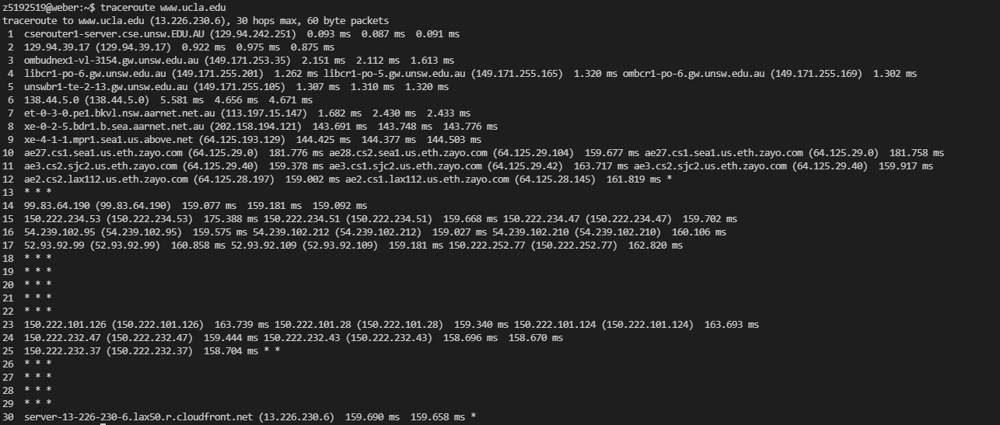 z5192519@weber:~$ traceroute www.ucla.edu
traceroute to www.ucla.edu (13.226.230.6), 30 hops max, 60 byte packets
1 cserouter1-server.cse.unsw.EDU.AU (129.94.242.251) 0.093 ms 0.087 ms 0.091 ms
2 129.94.39.17 (129.94.39.17) 0.922 ms 0.975 ms 0.875 ms
3 ombudnex1-vl-3154.gw.unsw.edu.au (149.171.253.35) 2.151 ms 2.112 ms 1.613 ms
4 libcr1-po-6.gw.unsw.edu.au (149.171.255.201) 1.262 ms libcr1-po-5.gw.unsw.edu.au (149.171.255.165) 1.320 ms ombcr1-po-6.gw.unsw.edu.au (149.171.255.169) 1.302 ms
5 unswbr1-te-2-13.gw.unsw.edu.au (149.171.255.105) 1.307 ms 1.310 ms 1.320 ms
6 138.44.5.0 (138.44.5.0) 5.581 ms 4.656 ms 4.671 ms
7 et-0-3-0.pe1.bkvl.nsw.aarnet.net.au (113.197.15.147) 1.682 ms 2.430 ms 2.433 ms
8 xe-0-2-5.bdr1.b.sea.aarnet.net.au (202.158.194.121) 143.691 ms 143.748 ms 143.776 ms
9 xe-4-1-1.mpr1.sea1.us.above.net (64.125.193.129) 144.425 ms 144.377 ms 144.503 ms
10 ae27.cs1.sea1.us.eth.zayo.com (64.125.29.0) 181.776 ms ae28.cs2.sea1.us.eth.zayo.com (64.125.29.104) 159.677 ms ae27.cs1.sea1.us.eth.zayo.com (64.125.29.0) 181.758 ms
11 ae3.cs2.sjc2.us.eth.zayo.com (64.125.29.40) 159.378 ms ae3.cs1.sjc2.us.eth.zayo.com (64.125.29.42) 163.717 ms ae3.cs2.sjc2.us.eth.zayo.com (64.125.29.40) 159.917 ms
12 ae2.cs2.lax112.us.eth.zayo.com (64.125.28.197) 159.002 ms ae2.cs1.lax112.us.eth.zayo.com (64.125.28.145) 161.819 ms *
13 * * *
14 99.83.64.190 (99.83.64.190) 159.077 ms 159.181 ms 159.092 ms
15 150.222.234.53 (150.222.234.53) 175.388 ms 150.222.234.51 (150.222.234.51) 159.668 ms 150.222.234.47 (150.222.234.47) 159.702 ms
16 54.239.102.95 (54.239.102.95) 159.575 ms 54.239.102.212 (54.239.102.212) 159.027 ms 54.239.102.210 (54.239.102.210) 160.106 ms
17 52.93.92.99 (52.93.92.99) 160.858 ms 52.93.92.109 (52.93.92.109) 159.181 ms 150.222.252.77 (150.222.252.77) 162.820 ms
18 * * *
19 * * *
20 * * *
21 * * *
22 * * *
23 150.222.101.126 (150.222.101.126) 163.739 ms 150.222.101.28 (150.222.101.28) 159.340 ms 150.222.101.124 (150.222.101.124) 163.693 ms
24 150.222.232.47 (150.222.232.47) 159.444 ms 150.222.232.43 (150.222.232.43) 158.696 ms 158.670 ms
25 150.222.232.37 (150.222.232.37) 158.704 ms * *
26 * * *
27 * * *
28 * * *
29 * * *
30 server-13-226-230-6.lax50.r.cloudfront.net (13.226.230.6) 159.690 ms 159.658 ms *